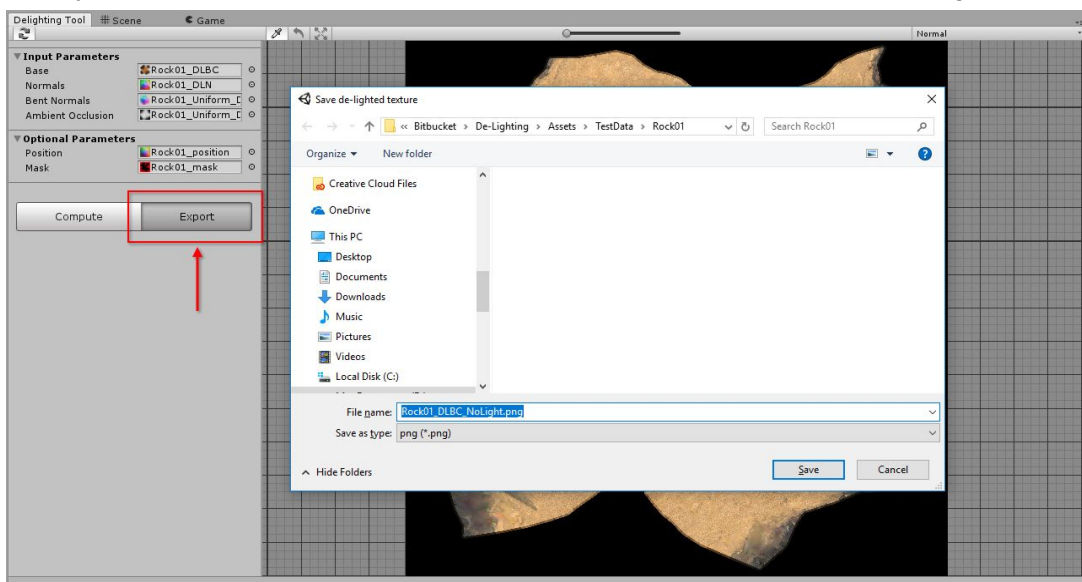 Delighting Tool # Scene Game
Normal
Input Parameters
Base Rock01_DLBC
Normals Rock01_DLN
Bent Normals Rock01_Uniform_
Ambient Occlusion Rock01_Uniform_
Optional Parameters
Position Rock01_position
Mask Rock01_mask
Compute Export
Save de-lighted texture
« Bitbucket > De-Lighting > Assets > TestData > Rock01 Search Rock01
Organize New folder
Creative Cloud Files
OneDrive
This PC
Desktop
Documents
Downloads
Music
Pictures
Videos
Local Disk (C:)
File name: Rock01_DLBC_NoLight.png
Save as type: png (*.png)
Hide Folders Save Cancel